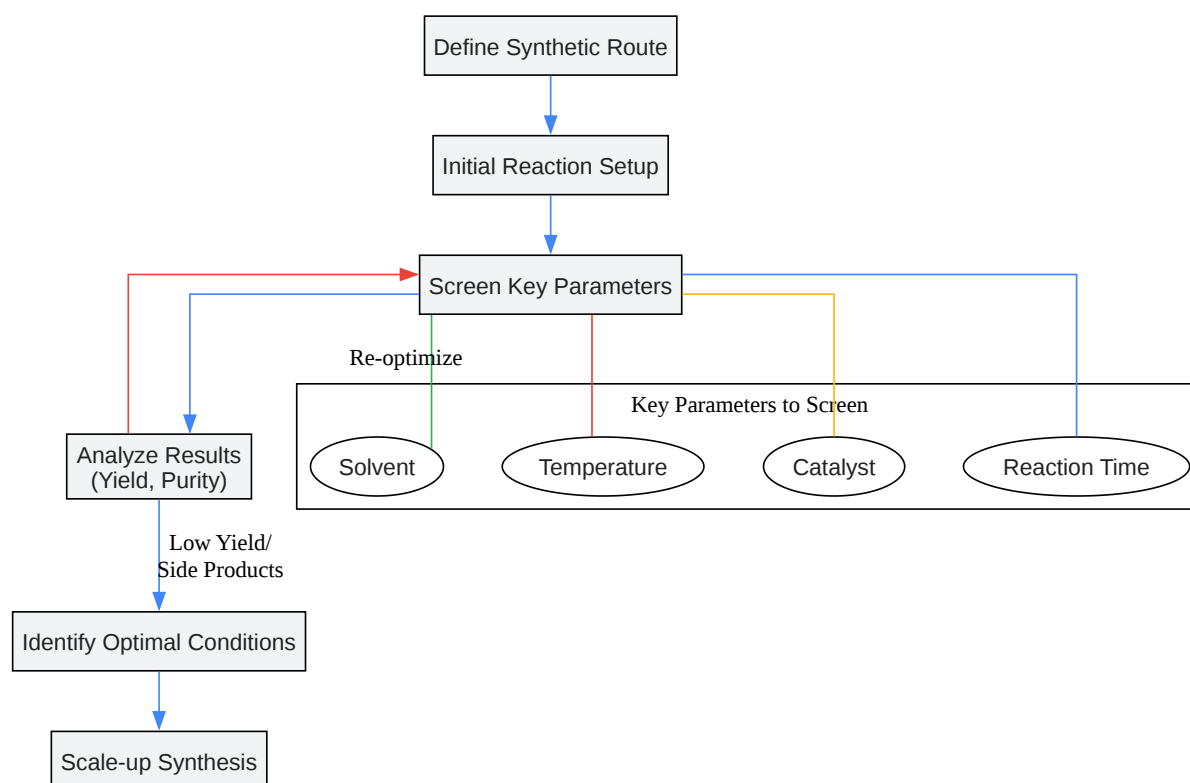 Define Synthetic Route
Initial Reaction Setup
Screen Key Parameters
Re-optimize
Key Parameters to Screen
Solvent
Temperature
Catalyst
Reaction Time
Analyze Results
(Yield, Purity)
Low Yield/
Side Products
Identify Optimal Conditions
Scale-up Synthesis